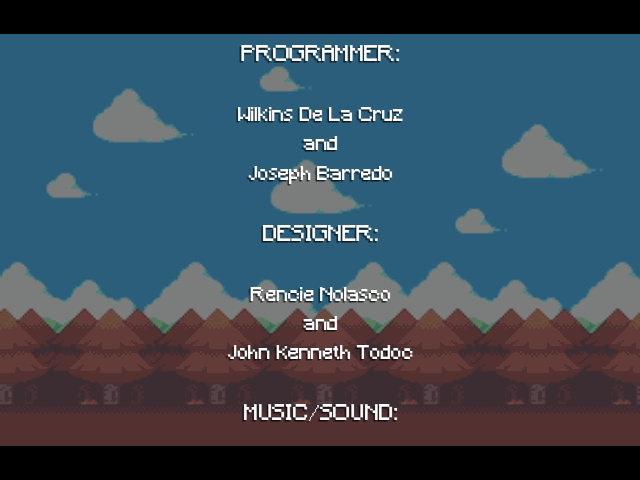 PROGRAMMER:
Wilkins De La Cruz
and
Joseph Barredo
DESIGNER:
Rencie Nolasco
and
John Kenneth Todoc
MUSIC/SOUND: